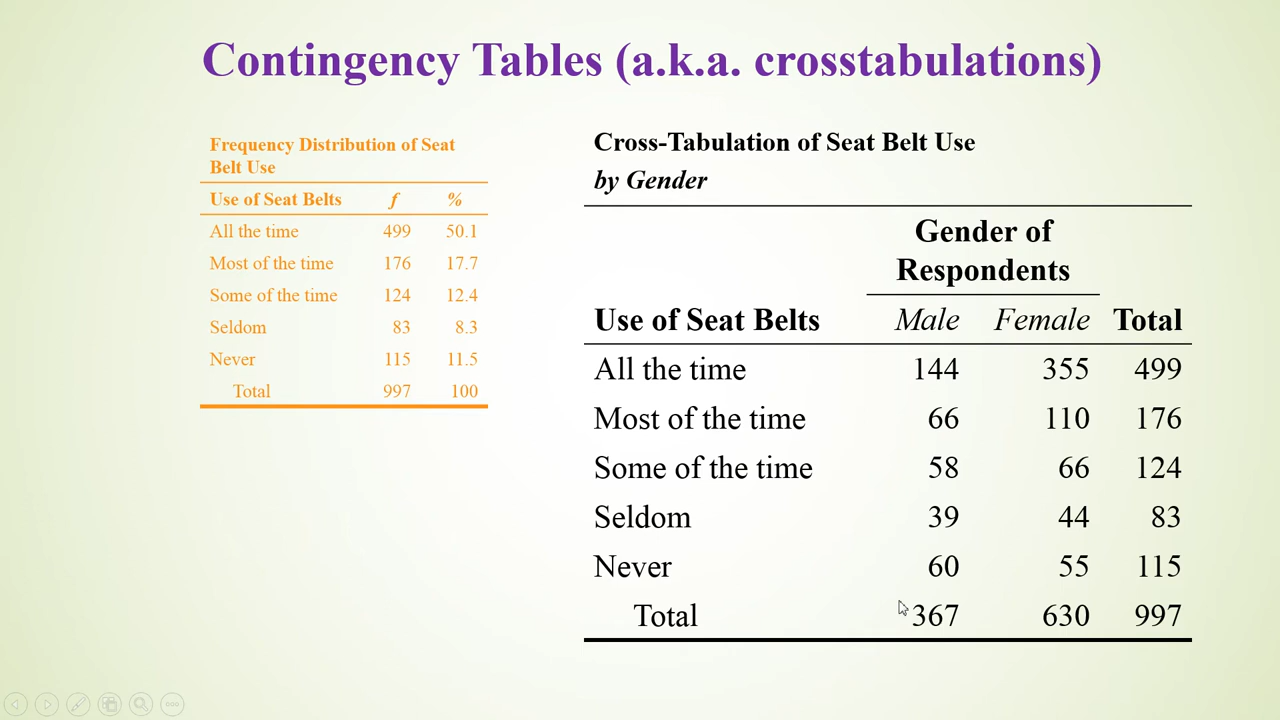 Contingency Tables (a.k.a. crosstabulations)
Frequency Distribution of Seat
Belt Use
Use of Seat Belts f %
All the time 499 50.1
Most of the time 176 17.7
Some of the time 124 12.4
Seldom 83 8.3
Never 115 11.5
Total 997 100
Cross-Tabulation of Seat Belt Use
by Gender
Gender of
Respondents
Use of Seat Belts Male Female Total
All the time 144 355 499
Most of the time 66 110 176
Some of the time 58 66 124
Seldom 39 44 83
Never 60 55 115
Total 367 630 997